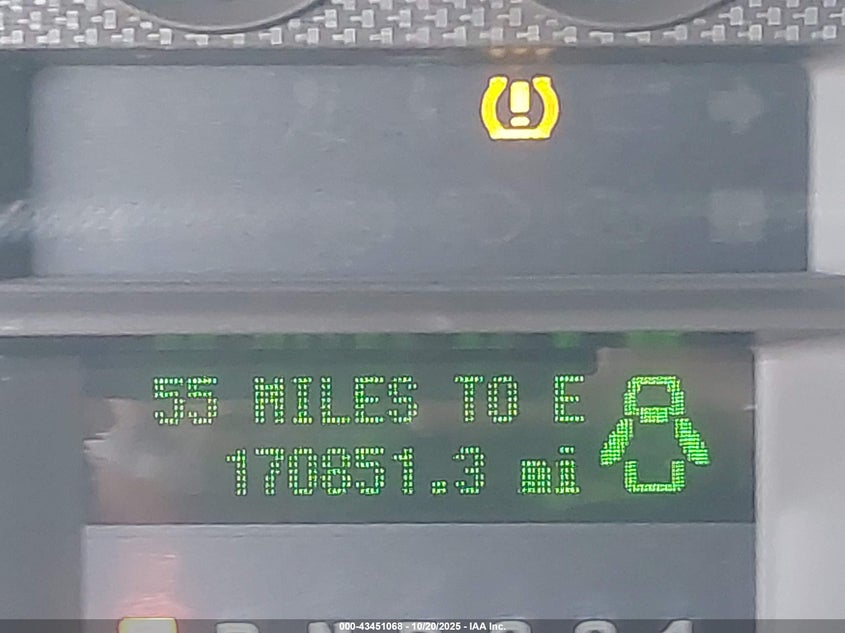 55 MILES TO E
170851.3 mi
000-43451068 - 10/20/2025 - IAA Inc.